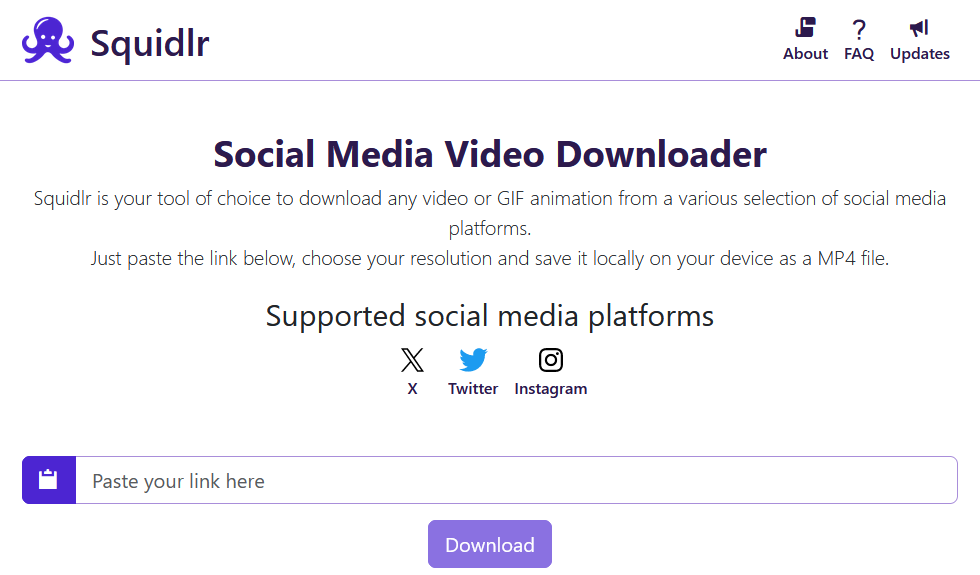 Squidlr
About FAQ Updates
Social Media Video Downloader
Squidlr is your tool of choice to download any video or GIF animation from a various selection of social media
platforms.
Just paste the link below, choose your resolution and save it locally on your device as a MP4 file.
Supported social media platforms
X Twitter Instagram
Paste your link here
Download